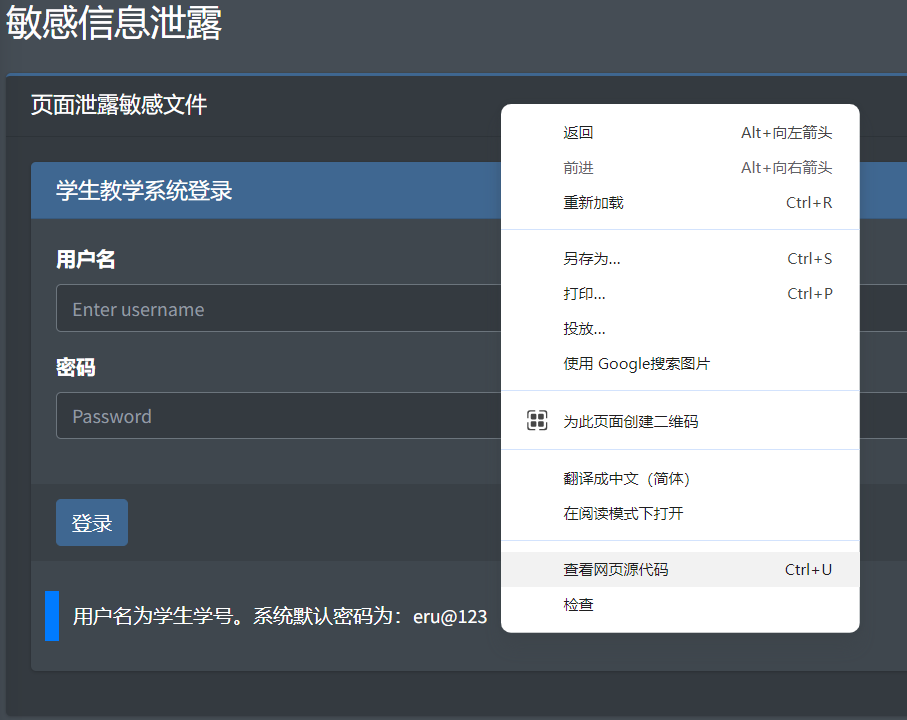 敏感信息泄露
页面泄露敏感文件
学生教学系统登录
用户名
Enter username
密码
Password
登录
用户名为学生学号。系统默认密码为：eru@123
返回 Alt+向左箭头
前进 Alt+向右箭头
重新加载 Ctrl+R
另存为... Ctrl+S
打印... Ctrl+P
投放...
使用 Google搜索图片
为此页面创建二维码
翻译成中文（简体）
在阅读模式下打开
查看网页源代码 Ctrl+U
检查